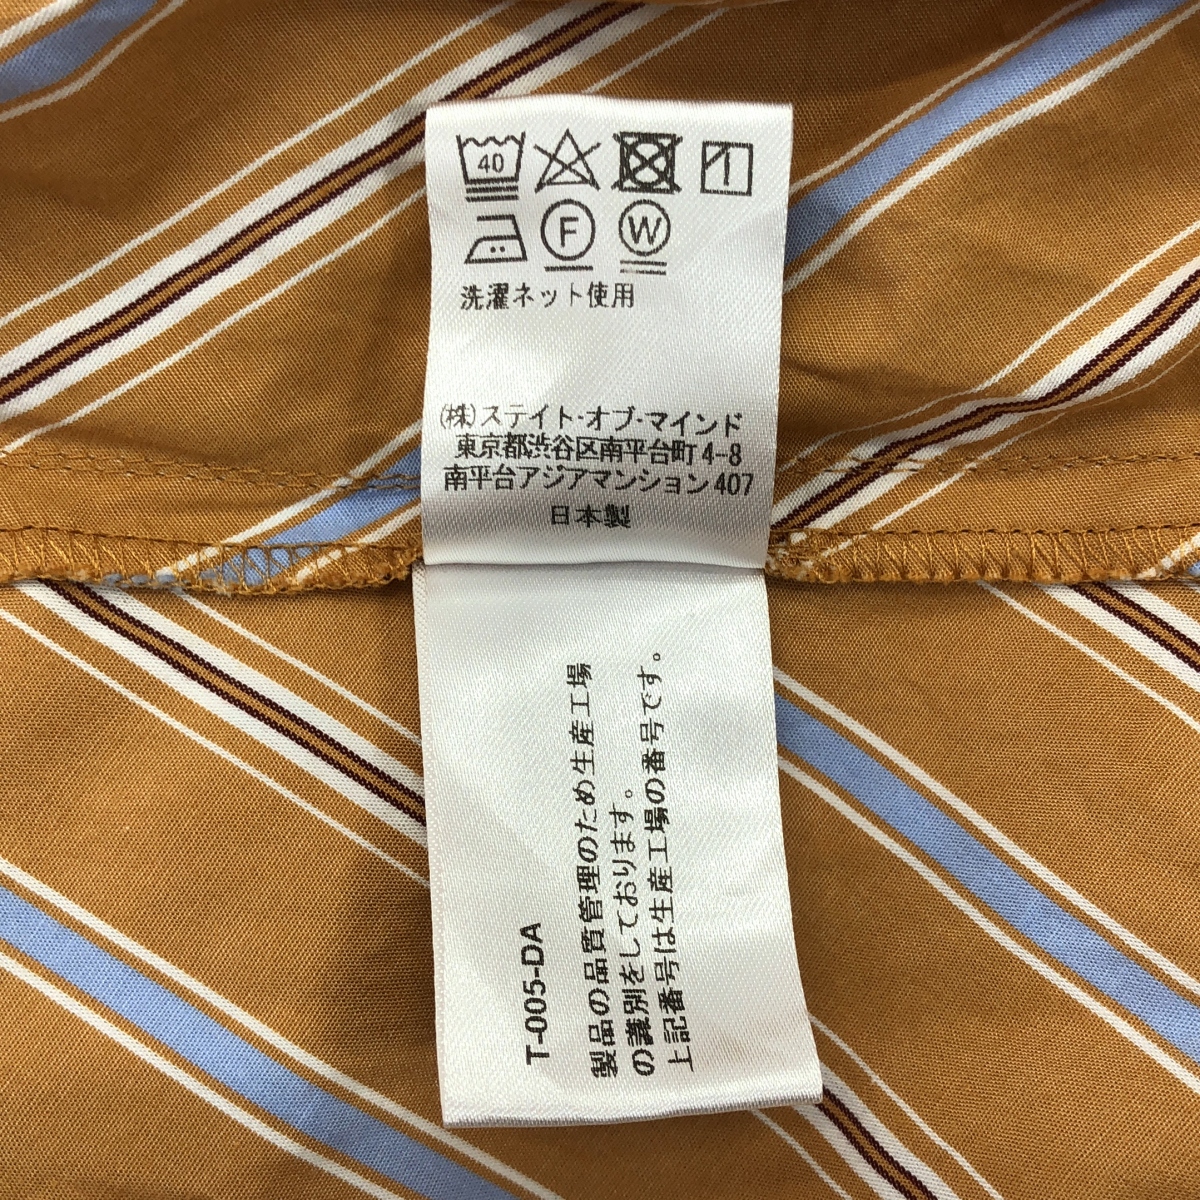 40
F W
洗濯ネット使用
(株)ステイト・オブ・マインド
東京都渋谷区南平台町4-8
南平台アジアマンション407
日本製
T-005-DA
製品の品質管理のため生産工場
の識別をしております。
上記番号は生産工場の番号です。